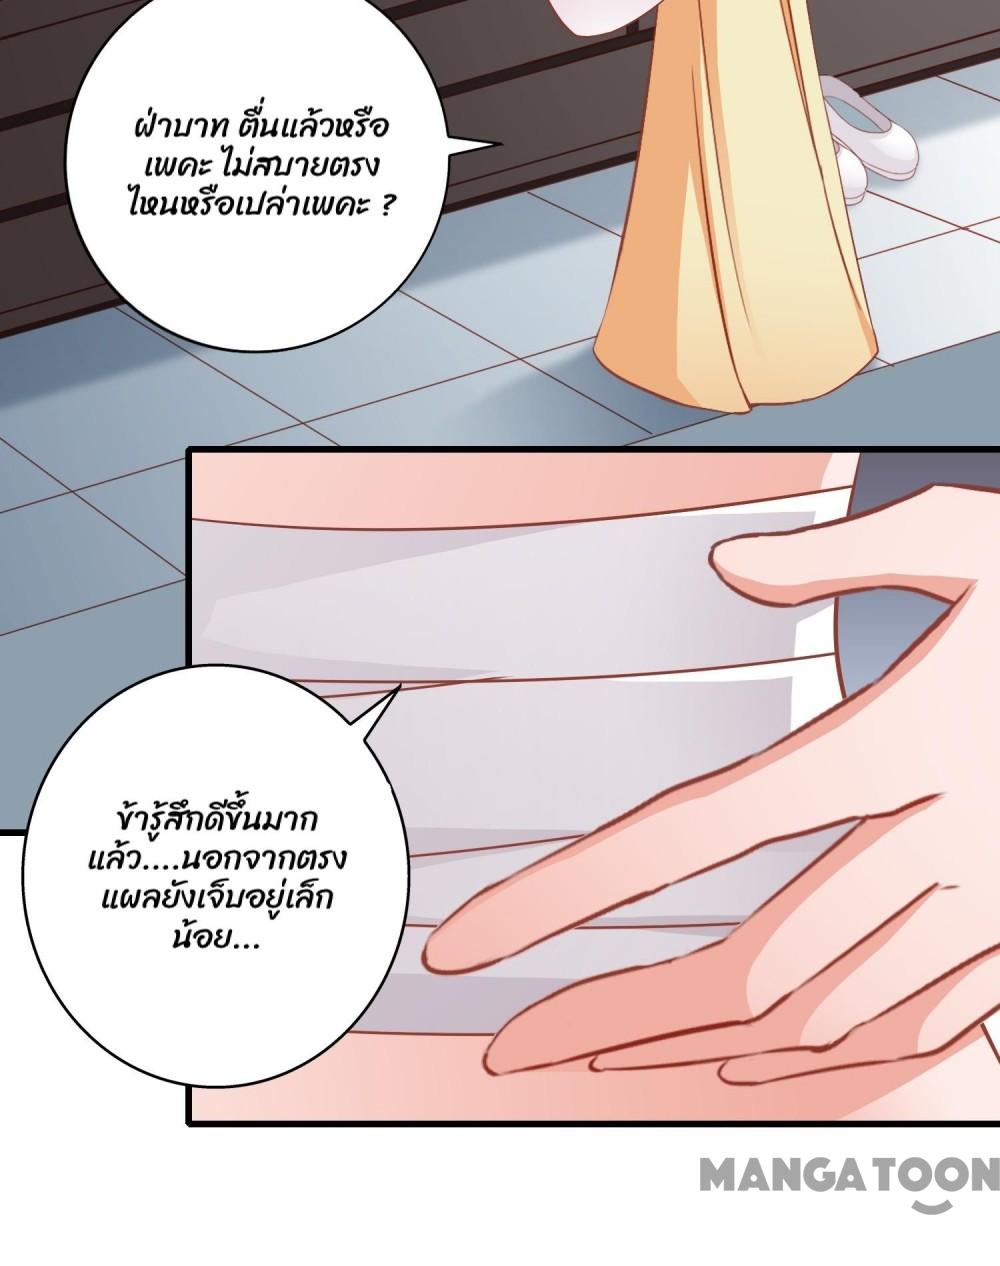 ฝ่าบาท ตื่นแล้วหรือ
เพคะ ไม่สบายตรง
ไหนหรือเปล่าเพคะ ?
ข้ารู้สึกดีขึ้นมาก
แล้ว....นอกจากตรง
แผลยังเจ็บอยู่เล็ก
น้อย...
MANGATOON